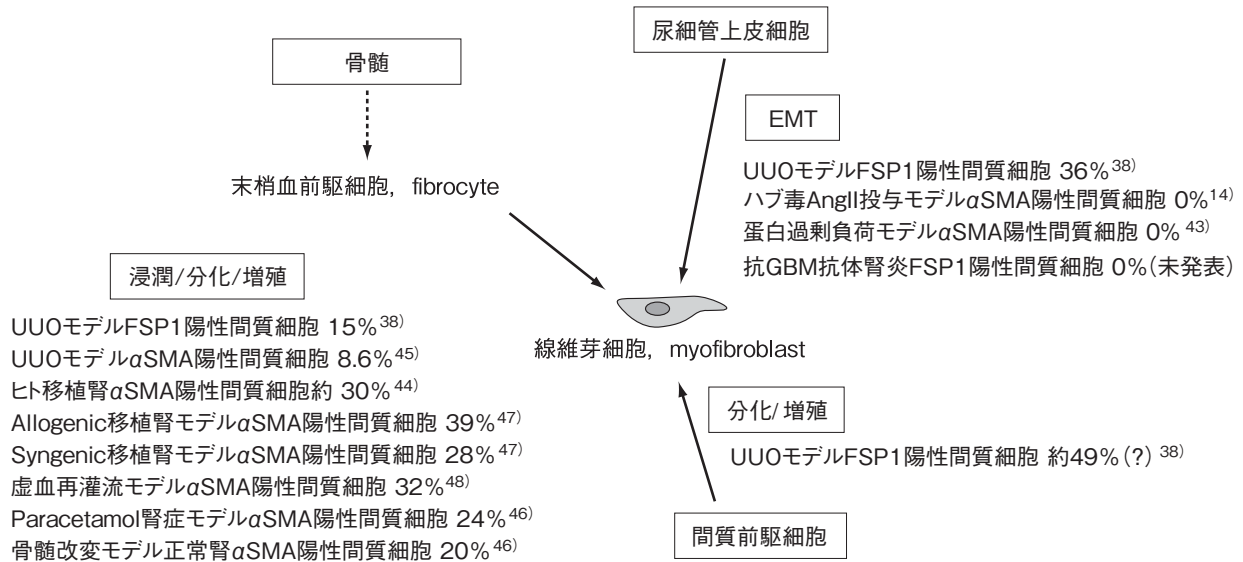 尿細管上皮細胞
骨髄
EMT
末梢血前駆細胞，fibrocyte
UUOモデルFSP1陽性間質細胞 36%38)
ハブ毒AngII投与モデルαSMA陽性間質細胞 0%14)
蛋白過剰負荷モデルαSMA陽性間質細胞 0%43)
抗GBM抗体腎炎FSP1陽性間質細胞 0%（未発表）
浸潤/分化/増殖
UUOモデルFSP1陽性間質細胞 15%38)
UUOモデルαSMA陽性間質細胞 8.6%45)
ヒト移植腎αSMA陽性間質細胞約 30%44)
Allogenic移植腎モデルαSMA陽性間質細胞 39%47)
Syngenic移植腎モデルαSMA陽性間質細胞 28%47)
虚血再灌流モデルαSMA陽性間質細胞 32%48)
Paracetamol腎症モデルαSMA陽性間質細胞 24%46)
骨髄改変モデル正常腎αSMA陽性間質細胞 20%46)
線維芽細胞，myofibroblast
分化/増殖
UUOモデルFSP1陽性間質細胞 約49%（?）38)
間質前駆細胞